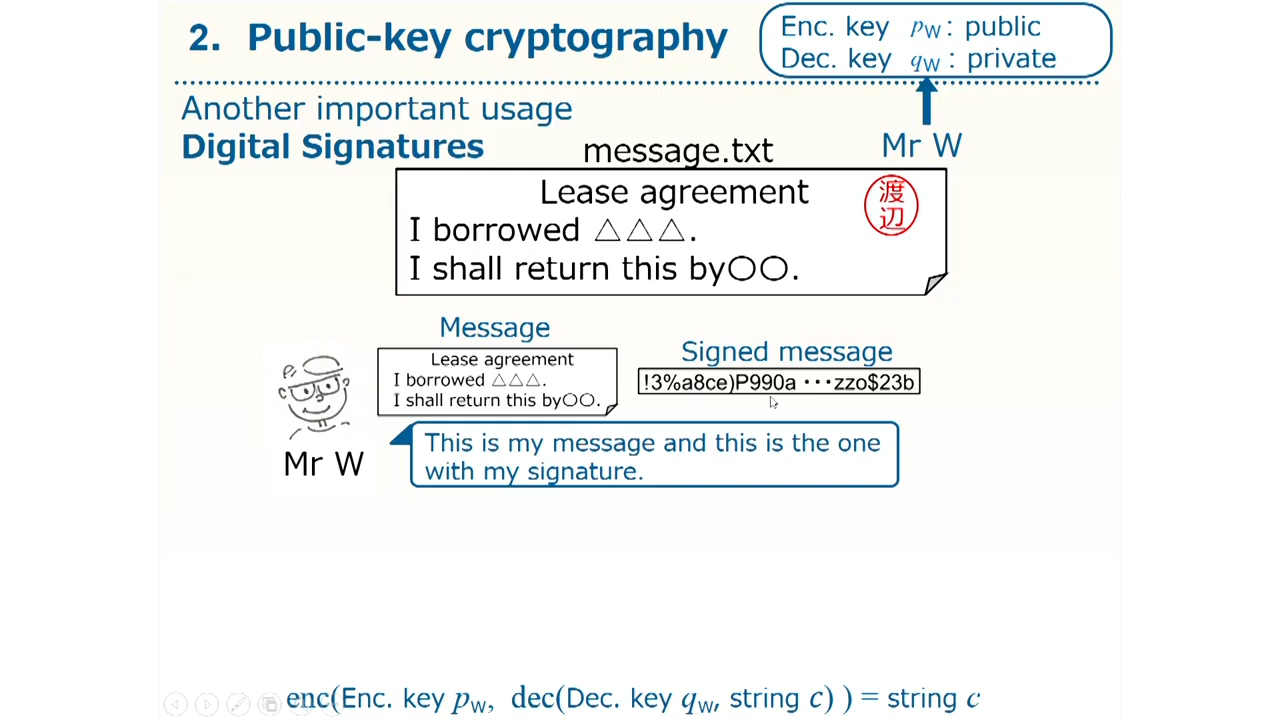 2. Public-key cryptography
Enc. key pW : public
Dec. key qW : private
Another important usage
Digital Signatures
message.txt
Mr W
Lease agreement
渡
辺
I borrowed △△△.
I shall return this by○○.
Message
Signed message
Lease agreement
I borrowed △△△.
I shall return this by○○.
!3%a8ce)P990a ･･･zzo$23b
Mr W
This is my message and this is the one
with my signature.
enc(Enc. key pW, dec(Dec. key qW, string c) ) = string c